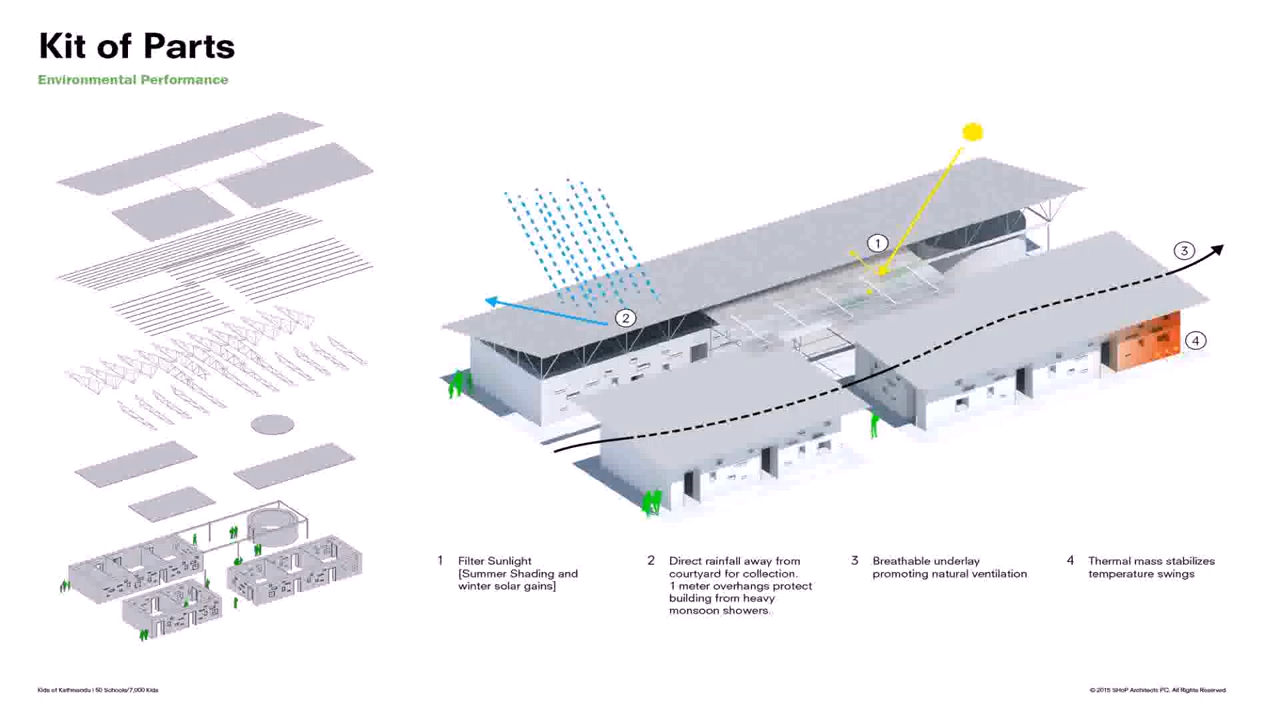 Kit of Parts
Environmental Performance
1
2
3
4
1 Filter Sunlight
[Summer Shading and
winter solar gains]
2 Direct rainfall away from
courtyard for collection.
1 meter overhangs protect
building from heavy
monsoon showers.
3 Breathable underlay
promoting natural ventilation
4 Thermal mass stabilizes
temperature swings
Kids of Kathmandu | 50 Schools/7,000 Kids
© 2015 SHoP Architects PC. All Rights Reserved